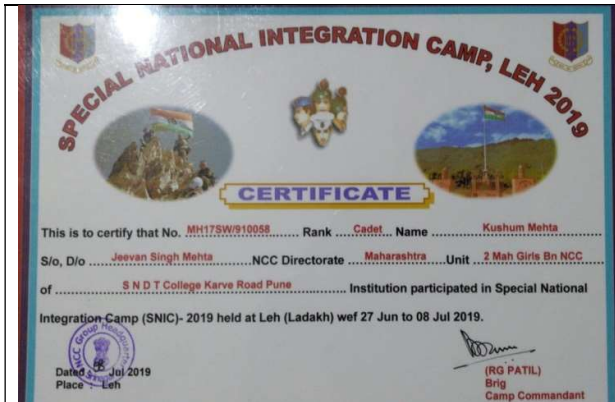 SPECIAL NATIONAL INTEGRATION CAMP, LEH 2019
CERTIFICATE
This is to certify that No. MH17SW/910058 Rank Cadet Name Kushum Mehta
S/o, D/o Jeevan Singh Mehta NCC Directorate Maharashtra Unit 2 Mah Girls Bn NCC
of S N D T College Karve Road Pune Institution participated in Special National
Integration Camp (SNIC)- 2019 held at Leh (Ladakh) wef 27 Jun to 08 Jul 2019.
NCC Group Headquarters
Dated : Jul 2019
Place : Leh
(RG PATIL)
Brig
Camp Commandant